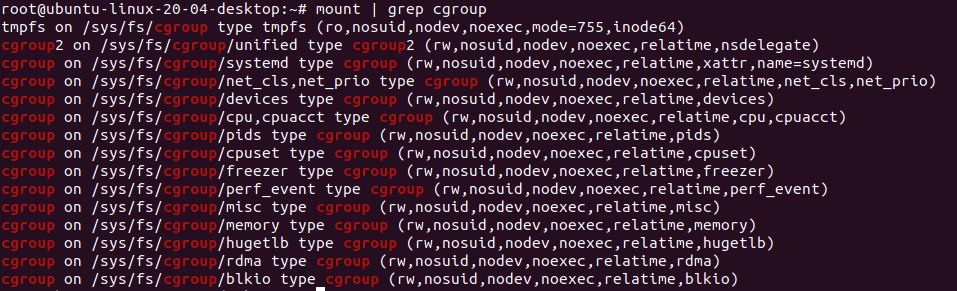 root@ubuntu-linux-20-04-desktop:~# mount | grep cgroup
tmpfs on /sys/fs/cgroup type tmpfs (ro,nosuid,nodev,noexec,mode=755,inode64)
cgroup2 on /sys/fs/cgroup/unified type cgroup2 (rw,nosuid,nodev,noexec,relatime,nsdelegate)
cgroup on /sys/fs/cgroup/systemd type cgroup (rw,nosuid,nodev,noexec,relatime,xattr,name=systemd)
cgroup on /sys/fs/cgroup/net_cls,net_prio type cgroup (rw,nosuid,nodev,noexec,relatime,net_cls,net_prio)
cgroup on /sys/fs/cgroup/devices type cgroup (rw,nosuid,nodev,noexec,relatime,devices)
cgroup on /sys/fs/cgroup/cpu,cpuacct type cgroup (rw,nosuid,nodev,noexec,relatime,cpu,cpuacct)
cgroup on /sys/fs/cgroup/pids type cgroup (rw,nosuid,nodev,noexec,relatime,pids)
cgroup on /sys/fs/cgroup/cpuset type cgroup (rw,nosuid,nodev,noexec,relatime,cpuset)
cgroup on /sys/fs/cgroup/freezer type cgroup (rw,nosuid,nodev,noexec,relatime,freezer)
cgroup on /sys/fs/cgroup/perf_event type cgroup (rw,nosuid,nodev,noexec,relatime,perf_event)
cgroup on /sys/fs/cgroup/misc type cgroup (rw,nosuid,nodev,noexec,relatime,misc)
cgroup on /sys/fs/cgroup/memory type cgroup (rw,nosuid,nodev,noexec,relatime,memory)
cgroup on /sys/fs/cgroup/hugetlb type cgroup (rw,nosuid,nodev,noexec,relatime,hugetlb)
cgroup on /sys/fs/cgroup/rdma type cgroup (rw,nosuid,nodev,noexec,relatime,rdma)
cgroup on /sys/fs/cgroup/blkio type cgroup (rw,nosuid,nodev,noexec,relatime,blkio)